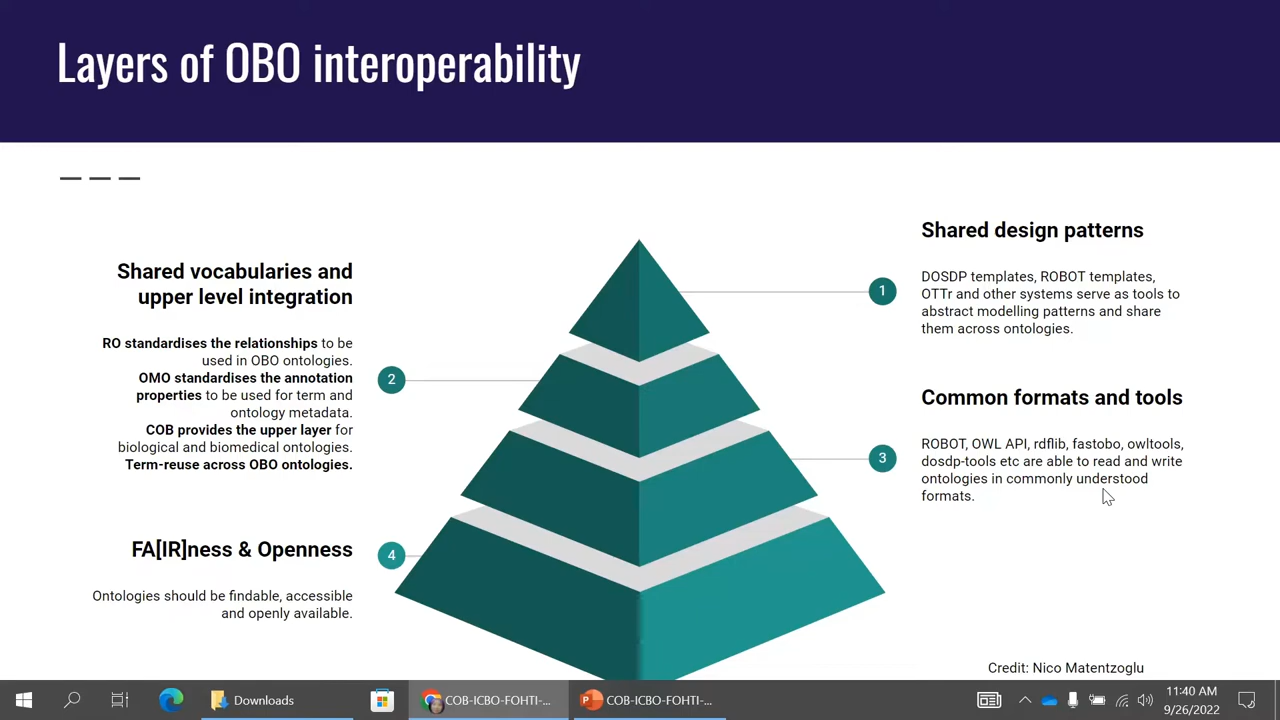 Layers of OBO interoperability
Shared design patterns
DOSDP templates, ROBOT templates,
OTTr and other systems serve as tools to
abstract modelling patterns and share
them across ontologies.
1
Shared vocabularies and
upper level integration
RO standardises the relationships to be
used in OBO ontologies.
OMO standardises the annotation
properties to be used for term and
ontology metadata.
COB provides the upper layer for
biological and biomedical ontologies.
Term-reuse across OBO ontologies.
2
Common formats and tools
ROBOT, OWL API, rdflib, fastobo, owltools,
dosdp-tools etc are able to read and write
ontologies in commonly understood
formats.
3
FA[IR]ness & Openness
Ontologies should be findable, accessible
and openly available.
4
Credit: Nico Matentzoglu
Downloads
COB-ICBO-FOHTI-...
COB-ICBO-FOHTI-...
11:40 AM
9/26/2022